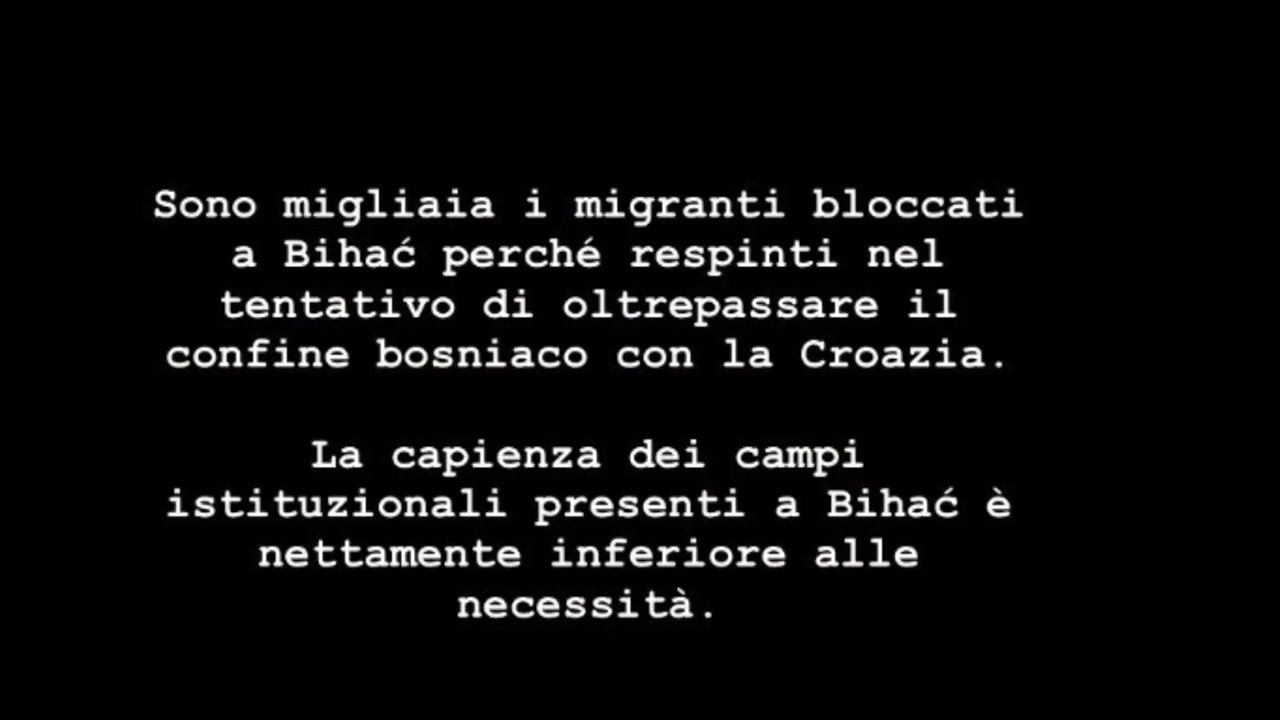 Sono migliaia i migranti bloccati
a Bihać perché respinti nel
tentativo di oltrepassare il
confine bosniaco con la Croazia.
La capienza dei campi
istituzionali presenti a Bihać è
nettamente inferiore alle
necessità.